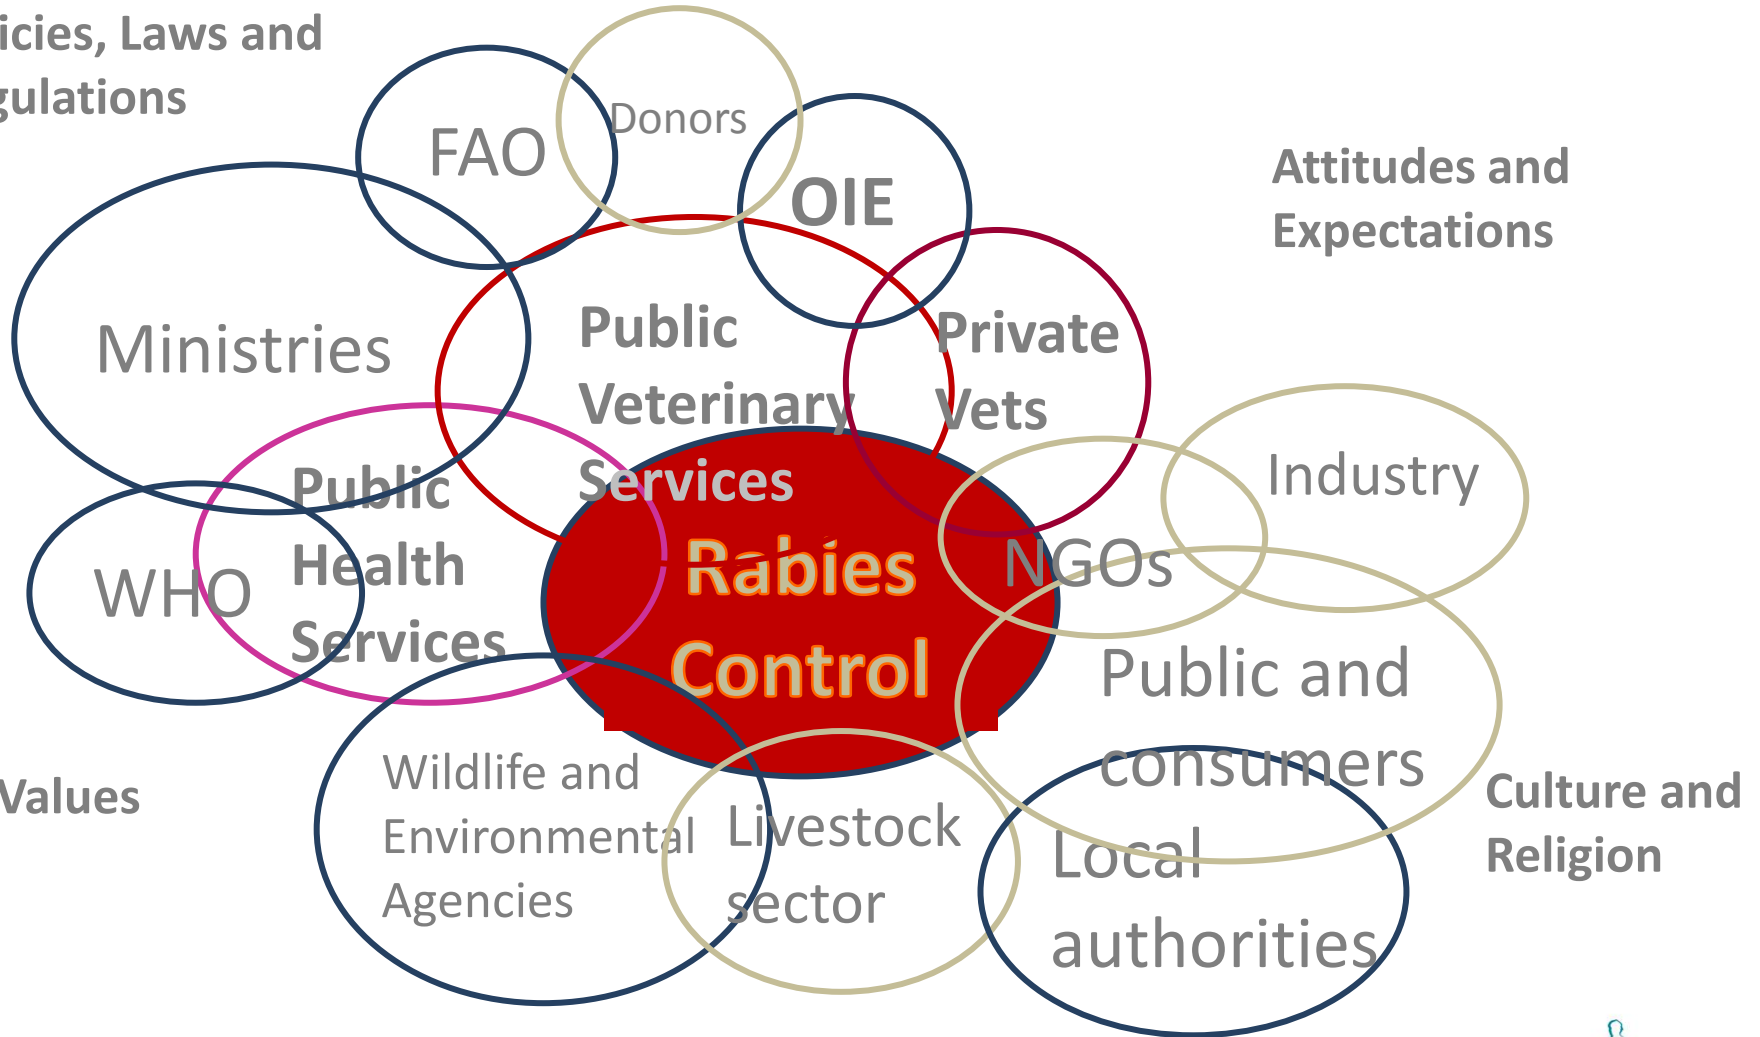 icies, Laws and
gulations
FAO
Donors
OIE
Attitudes and
Expectations
Ministries
Public
Veterinary
Services
Private
Vets
Public
Health
Services
WHO
Rabies
Control
NGOs
Industry
Public and
consumers
Wildlife and
Environmental
Agencies
Livestock
sector
Local
authorities
Values
Culture and
Religion